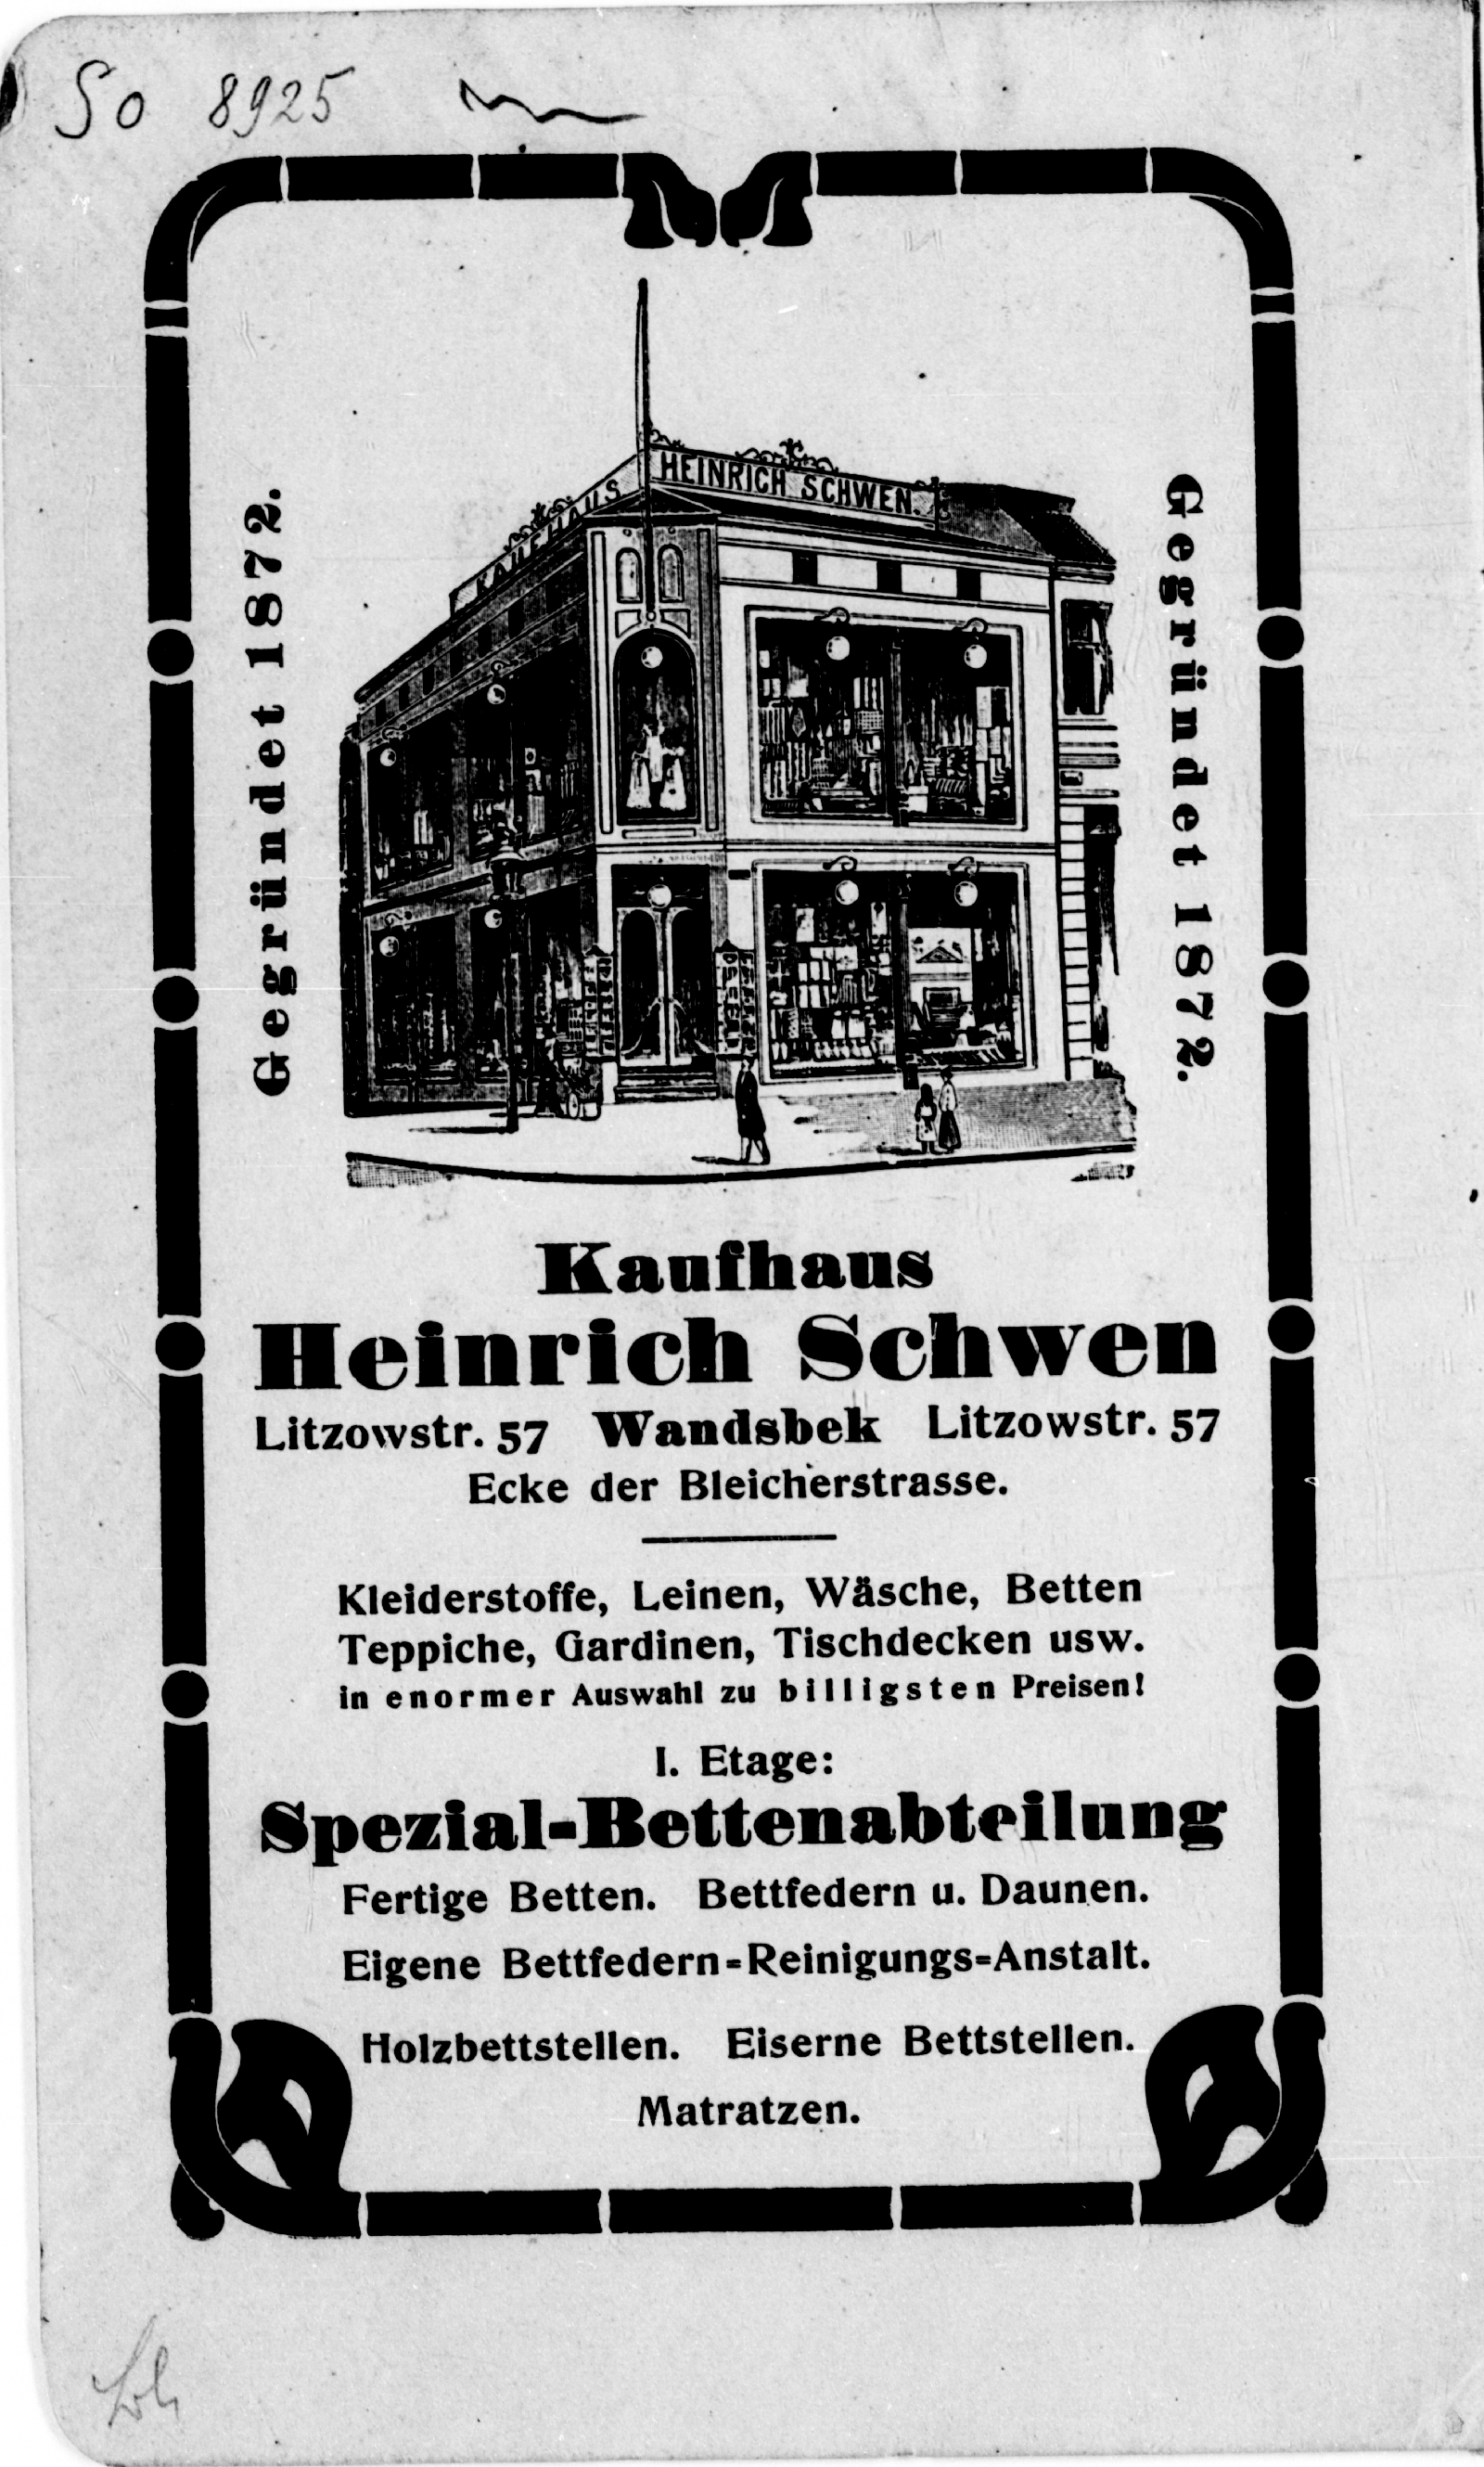 So 8925
KAUFHAUS HEINRICH SCHWEN.
Gegründet 1872.
Gegründet 1872.
Kaufhaus
Heinrich Schwen
Litzowstr. 57 Wandsbek Litzowstr. 57
Ecke der Bleicherstrasse.
Kleiderstoffe, Leinen, Wäsche, Betten
Teppiche, Gardinen, Tischdecken usw.
in enormer Auswahl zu billigsten Preisen!
I. Etage:
Spezial-Bettenabteilung
Fertige Betten. Bettfedern u. Daunen.
Eigene Bettfedern=Reinigungs=Anstalt.
Holzbettstellen. Eiserne Bettstellen.
Matratzen.